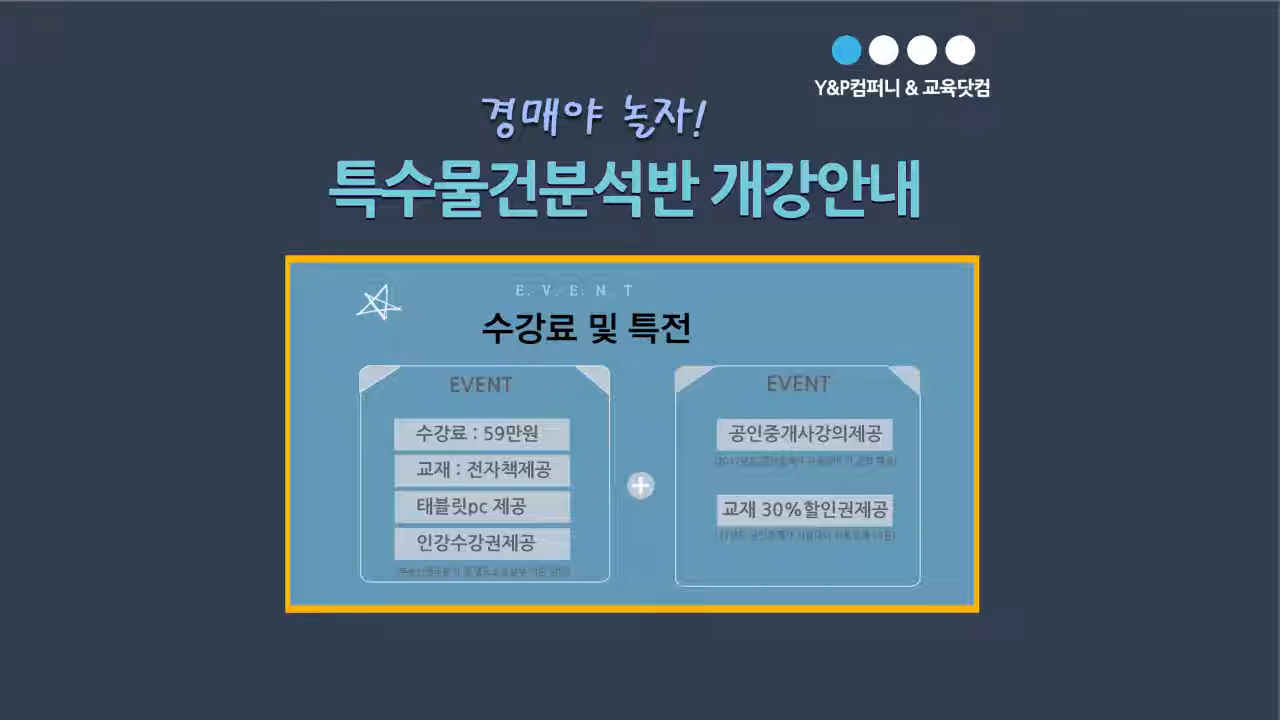 Y&P컴퍼니 & 교육닷컴
경매야 놀자!
특수물건분석반 개강안내
E. V. E. N. T
수강료 및 특전
EVENT
수강료 : 59만원
교재 : 전자책제공
태블릿pc 제공
인강수강권제공
EVENT
공인중개사강의제공
교재 30%할인권제공